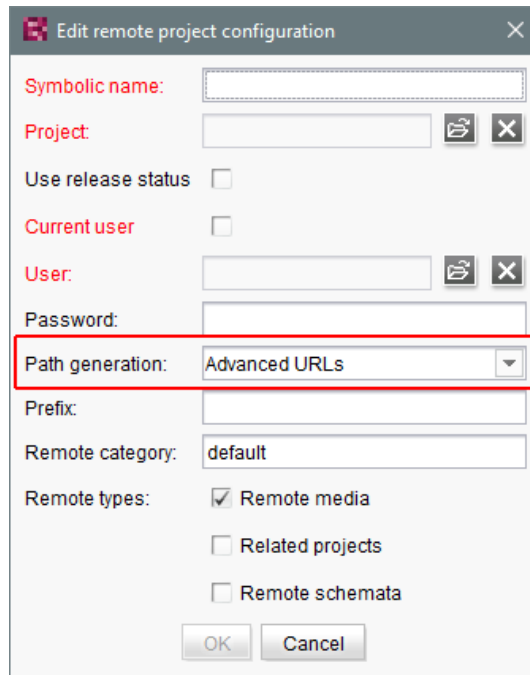 Edit remote project configuration
Symbolic name:
Project:
Use release status
Current user
User:
Password:
Path generation: Advanced URLs
Prefix:
Remote category: default
Remote types: Remote media
Related projects
Remote schemata
OK Cancel